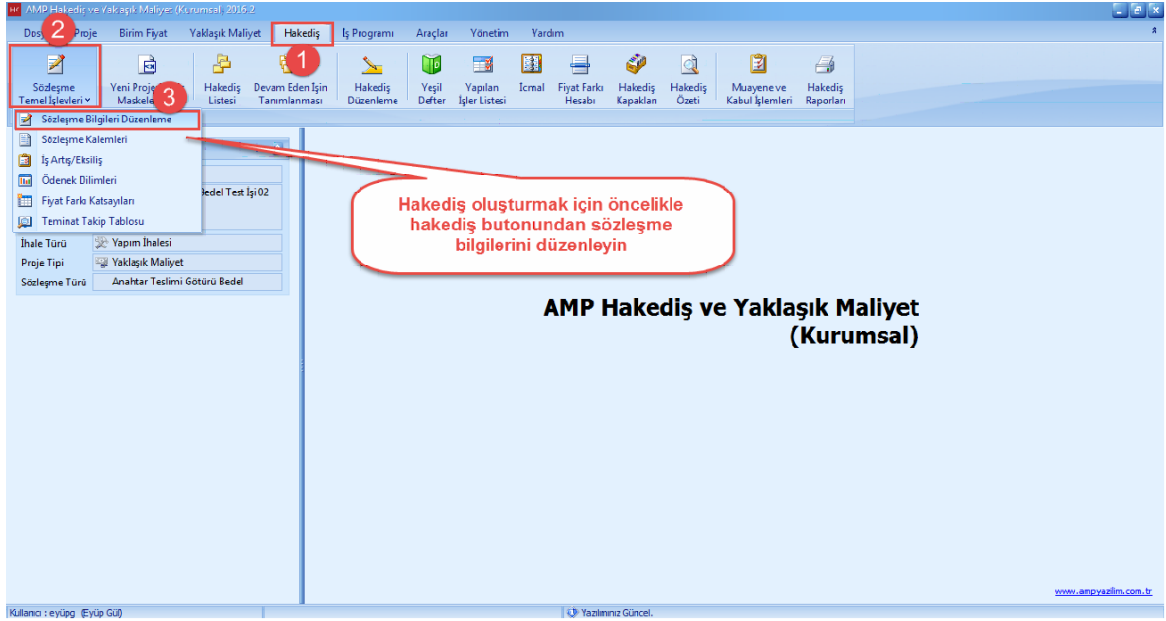 AMP Hakediş ve Yaklaşık Maliyet (Kurumsal) 2016-2
2
Proje Birim Fiyat Yaklaşık Maliyet Hakediş İş Programı Araçlar Yönetim Yardım
1
Sözleşme
Temel İşlevleri
Yeni
Maskele
3
Hakediş
Listesi
Devam Eden İşin
Tanımlanması
Hakediş
Düzenleme
Yeşil
Defter
Yapılan
İşler Listesi
İcmal
Fiyat Farkı
Hesabı
Hakediş
Kapakları
Hakediş
Özeti
Muayene ve
Kabul İşlemleri
Hakediş
Raporları
Sözleşme Bilgileri Düzenleme
Sözleşme Kalemleri
İş Artış/Eksiliş
Ödenek Dilimleri
Fiyat Farkı Katsayıları
Teminat Takip Tablosu
Bedel Test İşi 02
İhale Türü Yapım İhalesi
Proje Tipi Yaklaşık Maliyet
Sözleşme Türü Anahtar Teslimi Götürü Bedel
Hakediş oluşturmak için öncelikle
hakediş butonundan sözleşme
bilgilerini düzenleyin
AMP Hakediş ve Yaklaşık Maliyet
(Kurumsal)
www.ampyazilim.com.tr
Kullanıcı : eyüpg (Eyüp Gül)
Yazılımınız Güncel.